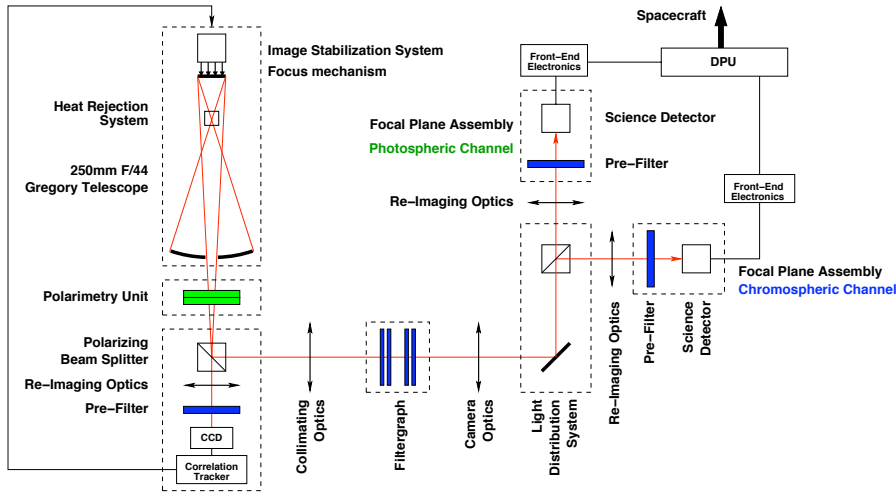 Spacecraft
DPU
Front–End
Electronics
Image Stabilization System
Focus mechanism
Heat Rejection
System
250mm F/44
Gregory Telescope
Focal Plane Assembly
Photospheric Channel
Science Detector
Pre–Filter
Re–Imaging Optics
Front–End
Electronics
Focal Plane Assembly
Chromospheric Channel
Polarimetry Unit
Polarizing
Beam Splitter
Re–Imaging Optics
Pre–Filter
CCD
Correlation
Tracker
Collimating
Optics
Filtergraph
Camera
Optics
Light
Distribution
System
Re–Imaging Optics
Pre–Filter
Science
Detector